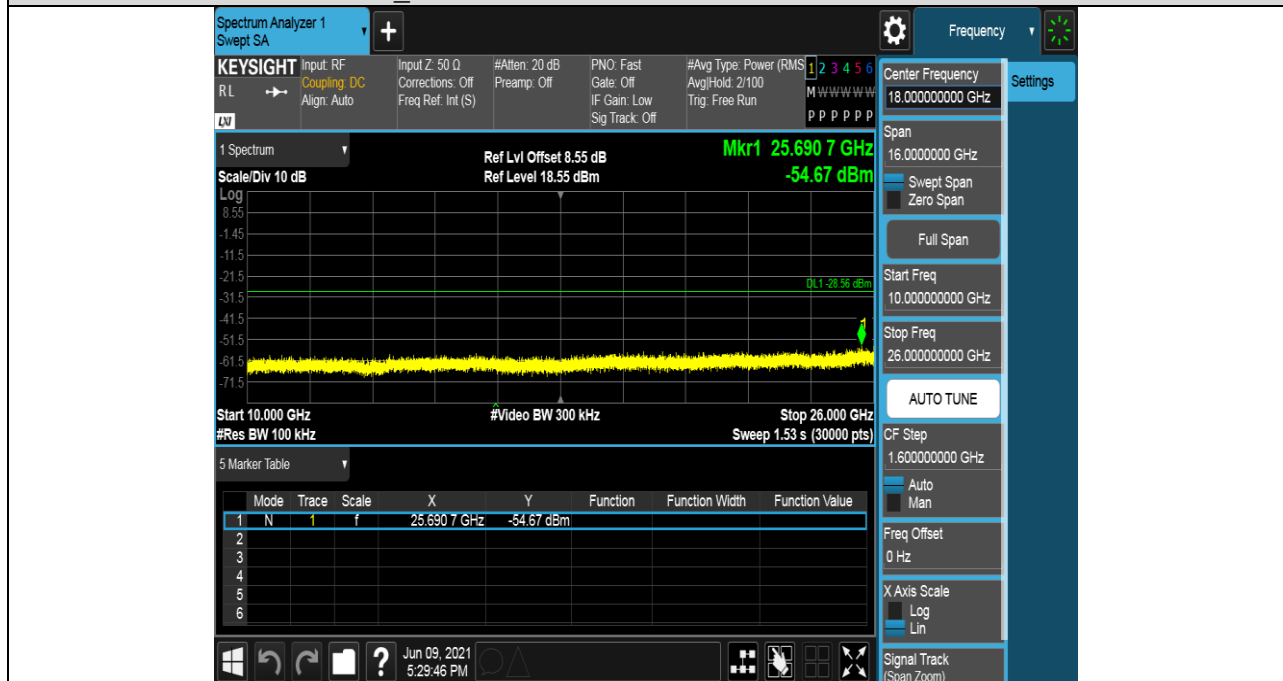 Spectrum Analyzer 1
Swept SA
+
Frequency
KEYSIGHT
RL
LXI
Input: RF
Coupling: DC
Align: Auto
Input Z: 50 Ω
Corrections: Off
Freq Ref: Int (S)
#Atten: 20 dB
Preamp: Off
PNO: Fast
Gate: Off
IF Gain: Low
Sig Track: Off
#Avg Type: Power (RMS
Avg|Hold: 2/100
Trig: Free Run
1 2 3 4 5 6
M W W W W W
P P P P P P
Center Frequency
18.000000000 GHz
Settings
Span
16.0000000 GHz
Swept Span
Zero Span
Full Span
Start Freq
10.000000000 GHz
Stop Freq
26.000000000 GHz
AUTO TUNE
CF Step
1.600000000 GHz
Auto
Man
Freq Offset
0 Hz
X Axis Scale
Log
Lin
Signal Track
(Span Zoom)
1 Spectrum
Scale/Div 10 dB
Ref Lvl Offset 8.55 dB
Ref Level 18.55 dBm
Mkr1 25.690 7 GHz
-54.67 dBm
Log
8.55
-1.45
-11.5
-21.5
-31.5
-41.5
-51.5
-61.5
-71.5
DL1 -28.56 dBm
1
Start 10.000 GHz
#Video BW 300 kHz
Stop 26.000 GHz
#Res BW 100 kHz
Sweep 1.53 s (30000 pts)
5 Marker Table
Mode Trace Scale X Y Function Function Width Function Value
1 N 1 f 25.690 7 GHz -54.67 dBm
2
3
4
5
6
?
Jun 09, 2021
5:29:46 PM